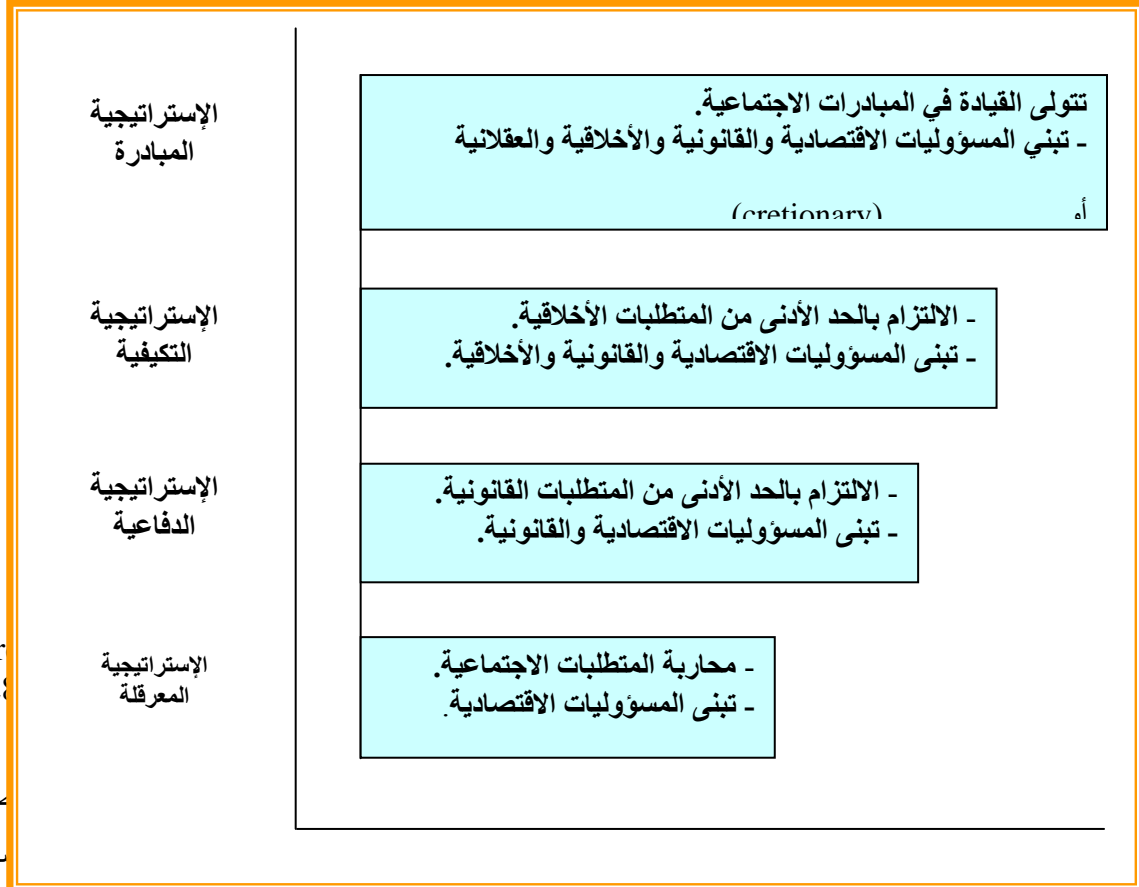 الإستراتيجية
المبادرة
تتولى القيادة في المبادرات الاجتماعية.
- تبني المسؤوليات الاقتصادية والقانونية والأخلاقية والعقلانية
أو (cretionary)
الإستراتيجية
التكيفية
- الالتزام بالحد الأدنى من المتطلبات الأخلاقية.
- تبنى المسؤوليات الاقتصادية والقانونية والأخلاقية.
الإستراتيجية
الدفاعية
- الالتزام بالحد الأدنى من المتطلبات القانونية.
- تبنى المسؤوليات الاقتصادية والقانونية.
الإستراتيجية
المعرقلة
- محاربة المتطلبات الاجتماعية.
- تبنى المسؤوليات الاقتصادية.